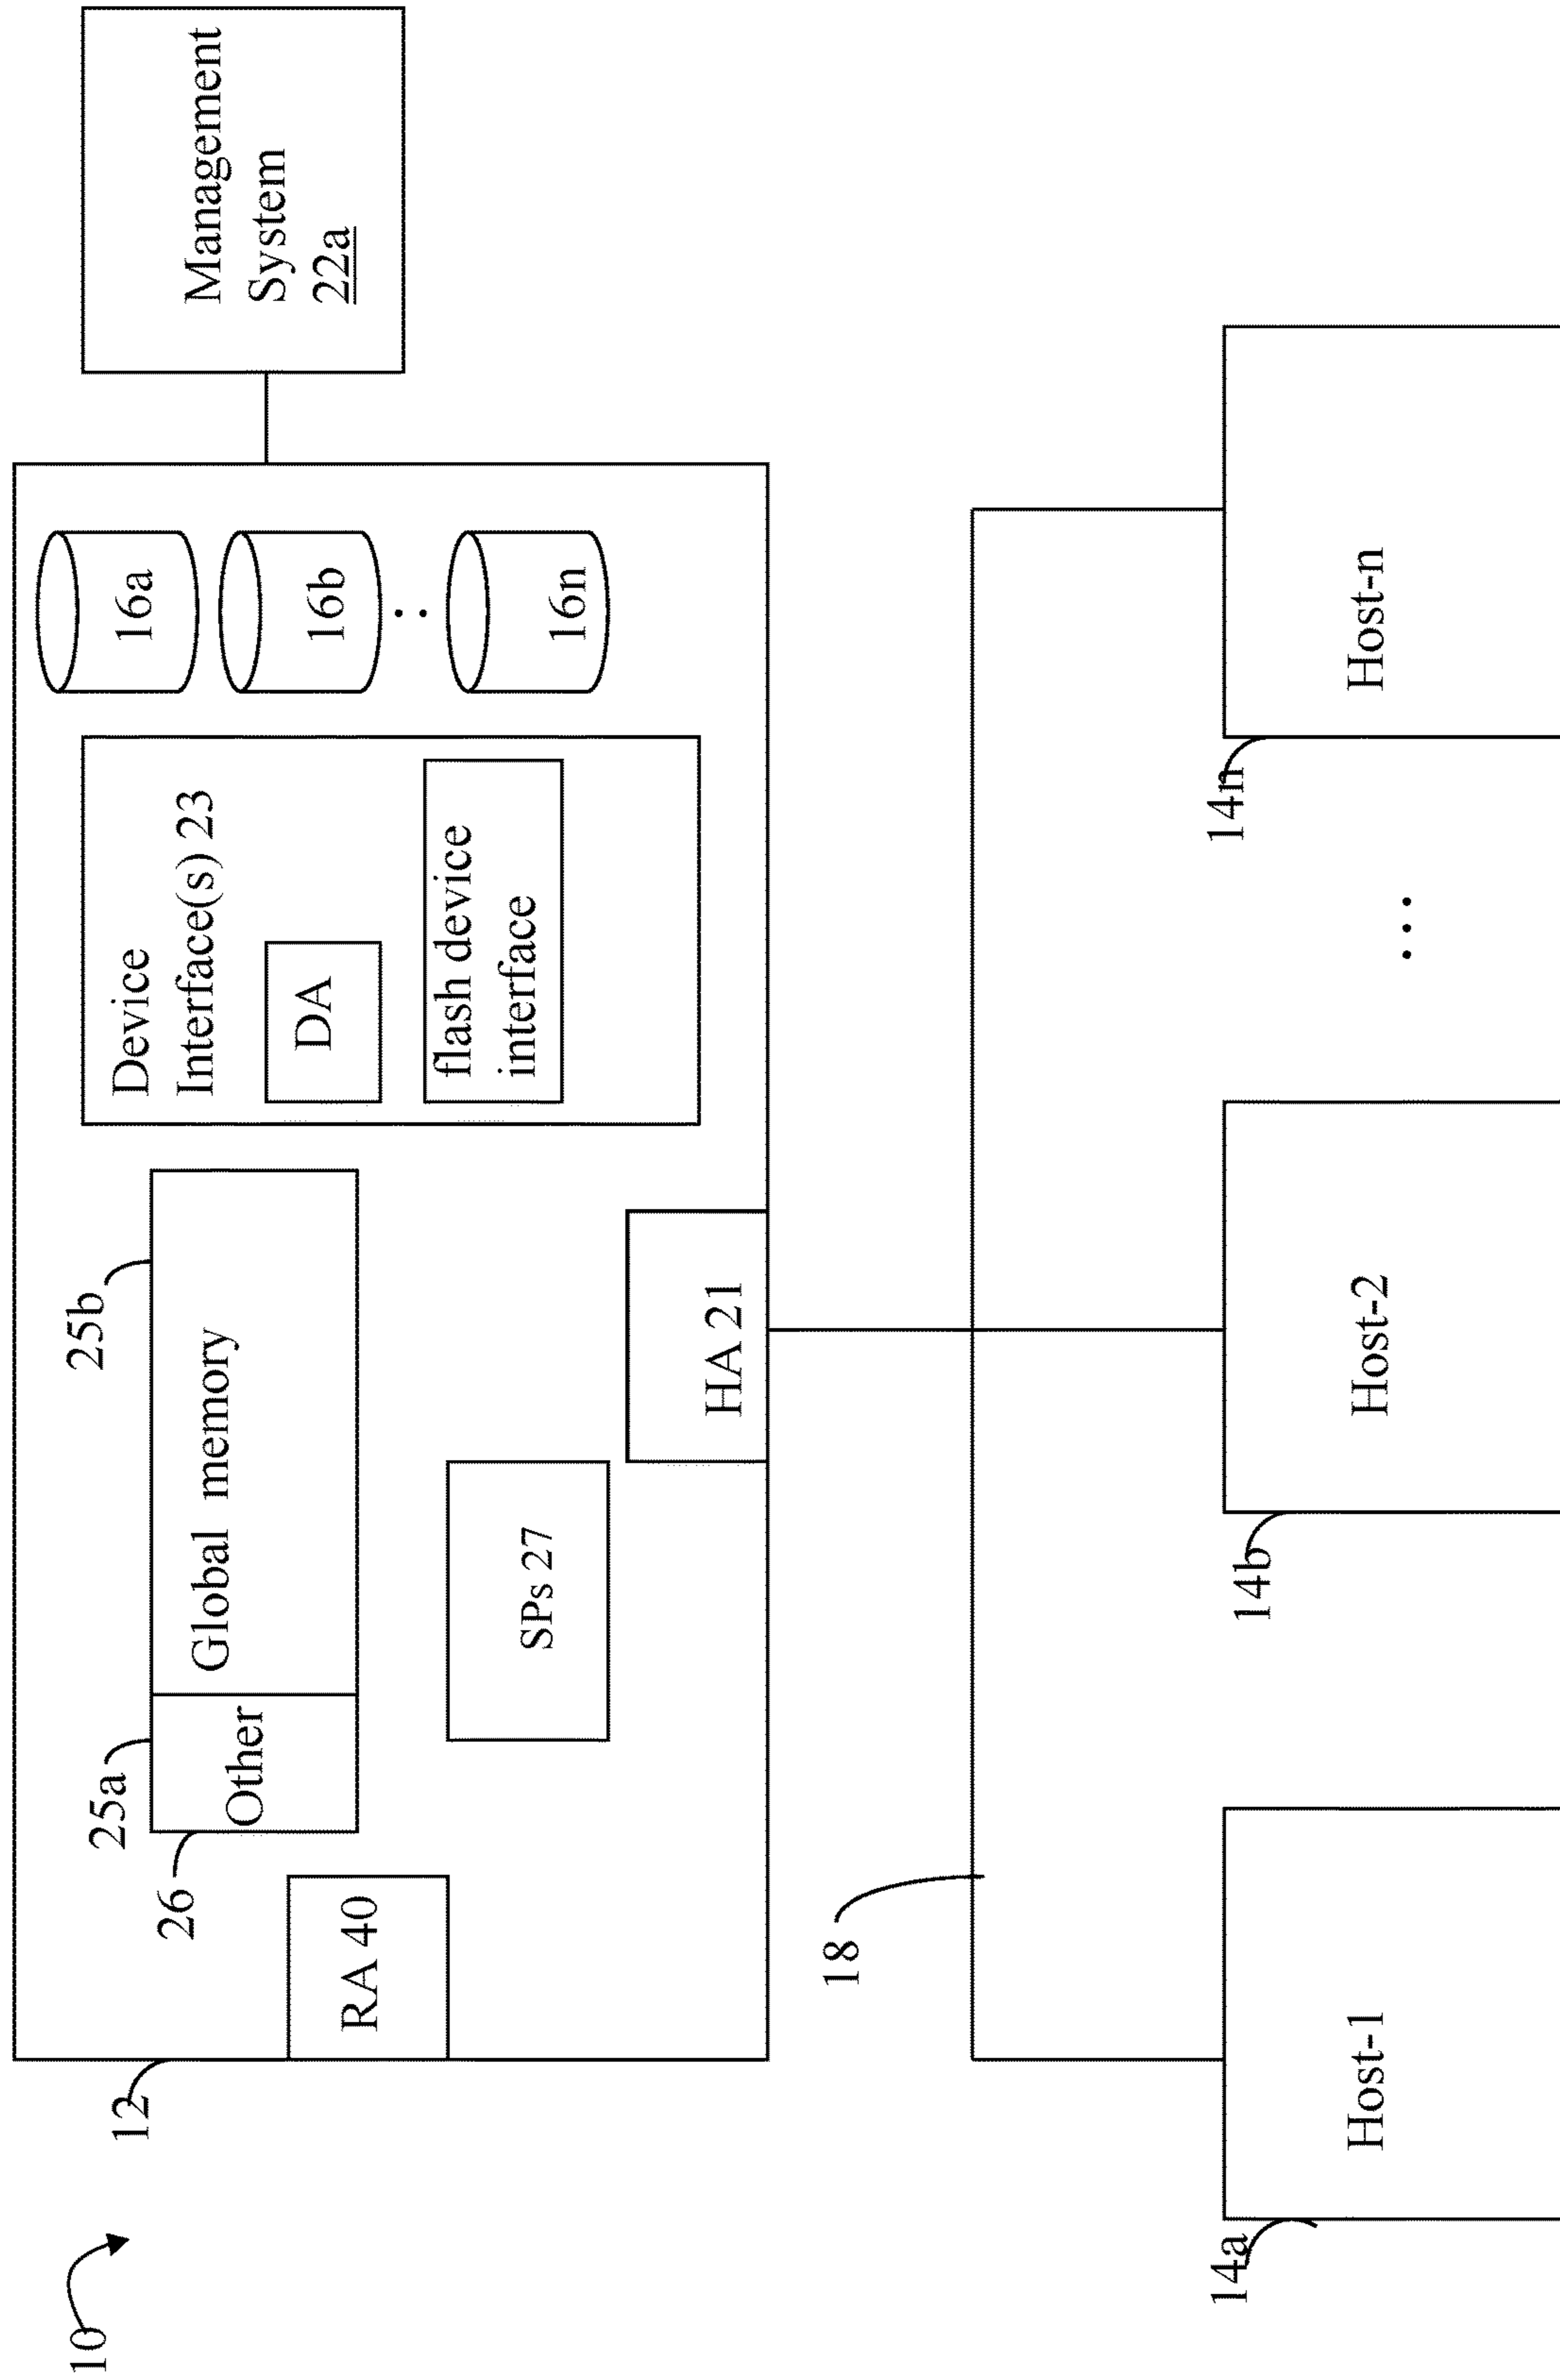 10
12
RA 40
26
25a
Other
25b
Global memory
SPs 27
HA 21
Device
Interface(s) 23
DA
flash device
interface
16a
16b
16n
Management
System
22a
18
14a
Host-1
14b
Host-2
...
14n
Host-n